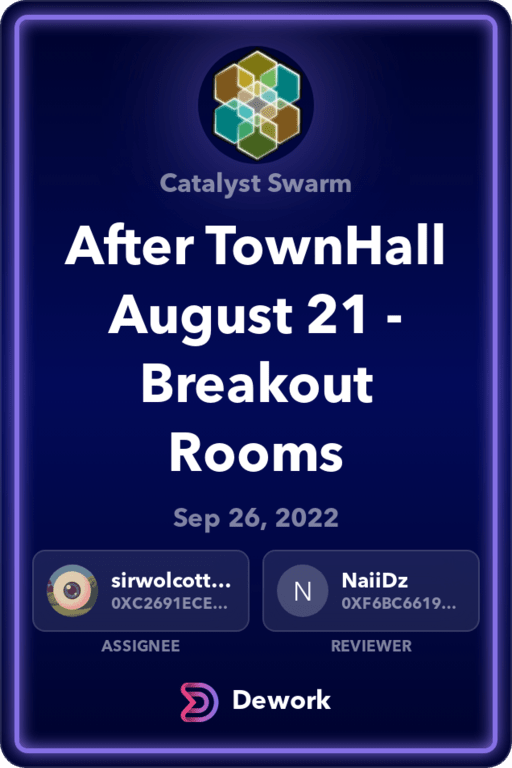 Catalyst Swarm
After TownHall
August 21 -
Breakout
Rooms
Sep 26, 2022
sirwolcott...
0XC2691ECE...
ASSIGNEE
N
NaiiDz
0XF6BC6619...
REVIEWER
Dework